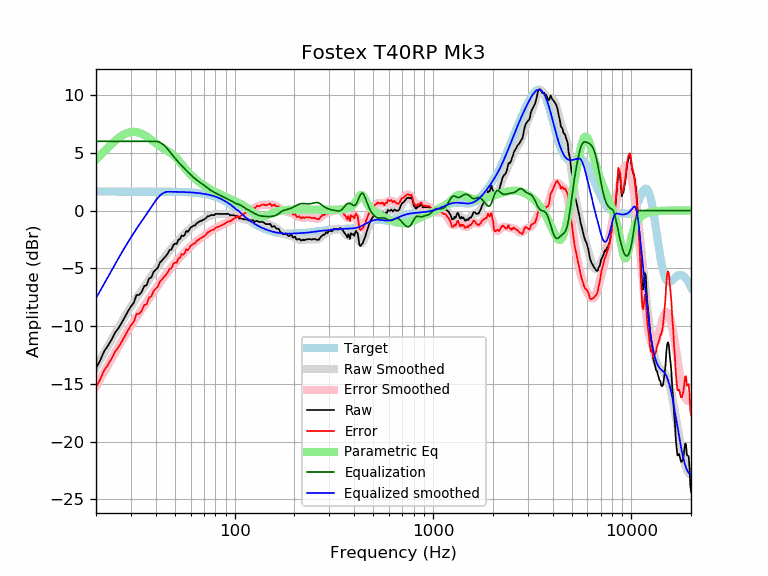 Fostex T40RP Mk3
Amplitude (dBr)
10
5
0
−5
−10
−15
−20
−25
Target
Raw Smoothed
Error Smoothed
Raw
Error
Parametric Eq
Equalization
Equalized smoothed
100 1000 10000
Frequency (Hz)